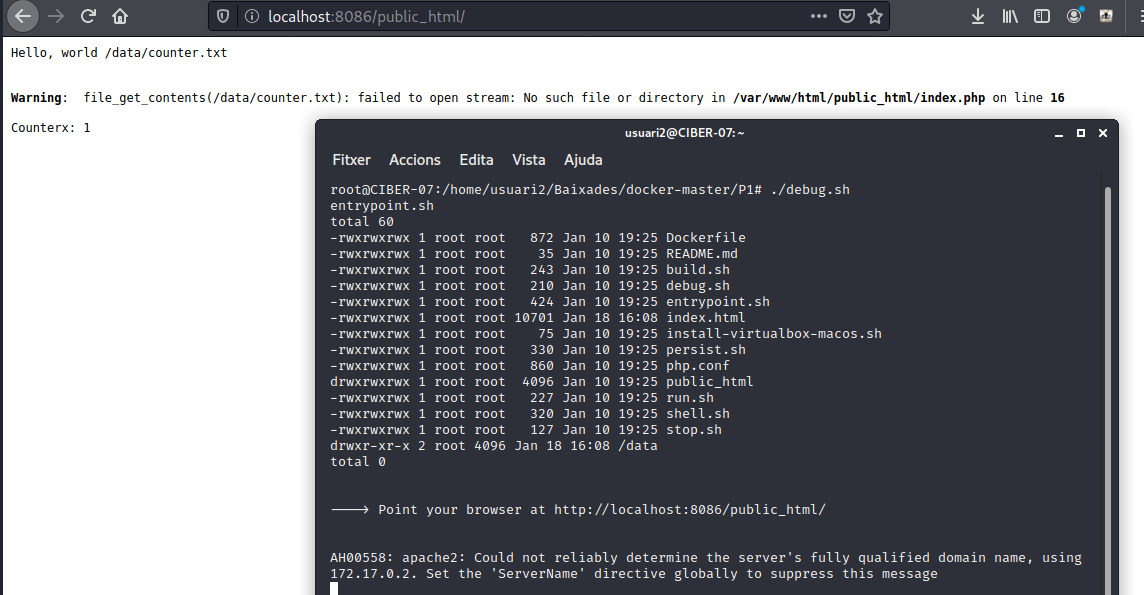 localhost:8086/public_html/
Hello, world /data/counter.txt
Warning:  file_get_contents(/data/counter.txt): failed to open stream: No such file or directory in /var/www/html/public_html/index.php on line 16
Counterx: 1
usuari2@CIBER-07:~
Fitxer Accions Edita Vista Ajuda
root@CIBER-07:/home/usuari2/Baixades/docker-master/P1# ./debug.sh
entrypoint.sh
total 60
-rwxrwxrwx 1 root root   872 Jan 10 19:25 Dockerfile
-rwxrwxrwx 1 root root    35 Jan 10 19:25 README.md
-rwxrwxrwx 1 root root   243 Jan 10 19:25 build.sh
-rwxrwxrwx 1 root root   210 Jan 10 19:25 debug.sh
-rwxrwxrwx 1 root root   424 Jan 10 19:25 entrypoint.sh
-rwxrwxrwx 1 root root 10701 Jan 18 16:08 index.html
-rwxrwxrwx 1 root root    75 Jan 10 19:25 install-virtualbox-macos.sh
-rwxrwxrwx 1 root root   330 Jan 10 19:25 persist.sh
-rwxrwxrwx 1 root root   860 Jan 10 19:25 php.conf
drwxrwxrwx 1 root root  4096 Jan 10 19:25 public_html
-rwxrwxrwx 1 root root   227 Jan 10 19:25 run.sh
-rwxrwxrwx 1 root root   320 Jan 10 19:25 shell.sh
-rwxrwxrwx 1 root root   127 Jan 10 19:25 stop.sh
drwxr-xr-x 2 root 4096 Jan 18 16:08 /data
total 0
----> Point your browser at http://localhost:8086/public_html/
AH00558: apache2: Could not reliably determine the server's fully qualified domain name, using
172.17.0.2. Set the 'ServerName' directive globally to suppress this message